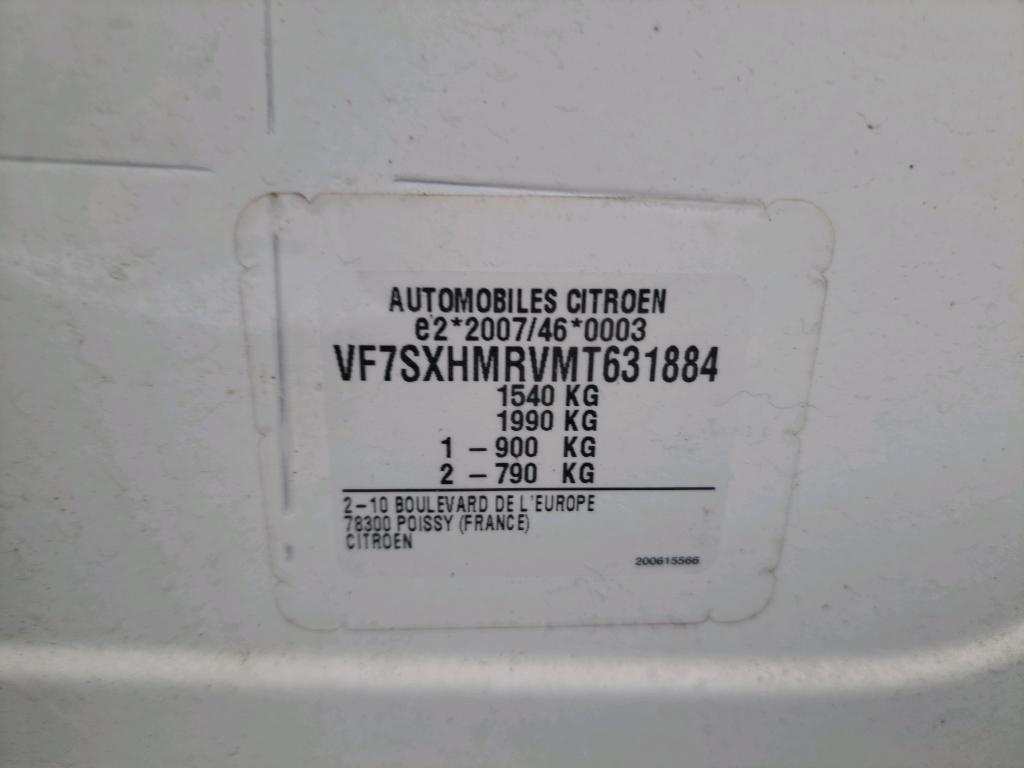 AUTOMOBILES CITROEN
e2*2007/46*0003
VF7SXHMRVMT631884
1540 KG
1990 KG
1 - 900 KG
2 - 790 KG
2-10 BOULEVARD DE L'EUROPE
78300 POISSY (FRANCE)
CITROEN
200615566